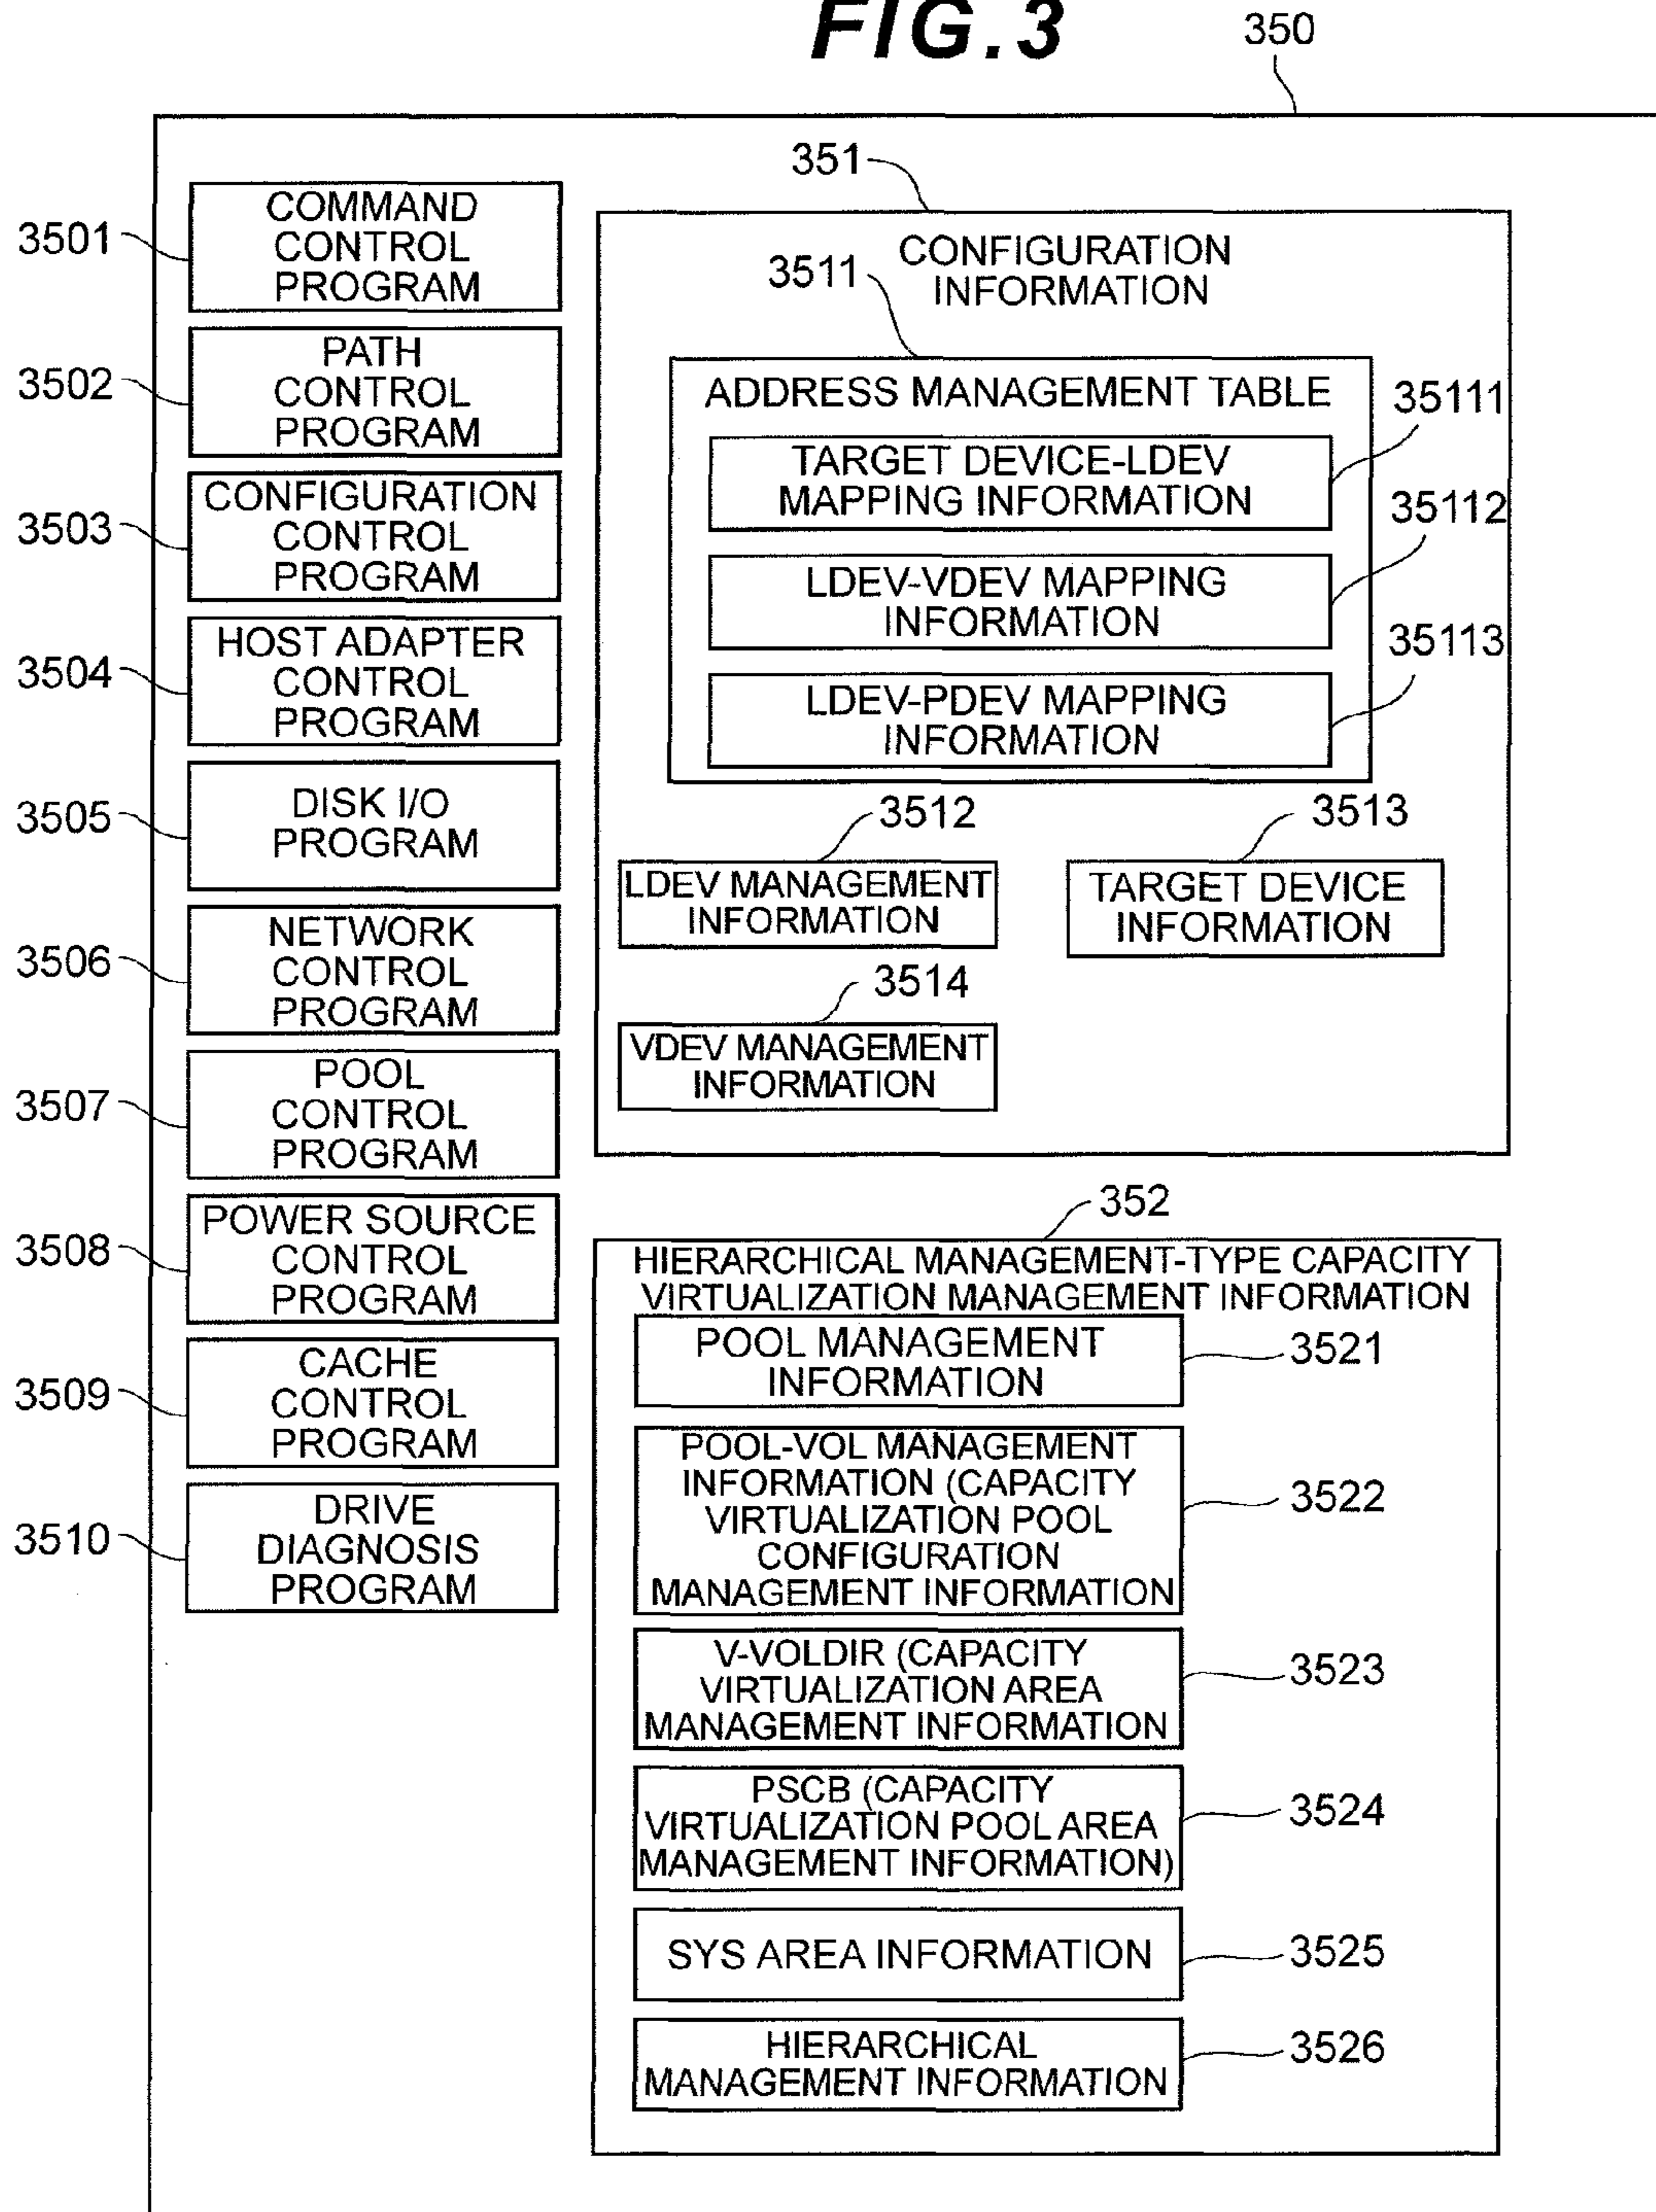 FIG.3
350
3501
COMMAND
CONTROL
PROGRAM
3502
PATH
CONTROL
PROGRAM
3503
CONFIGURATION
CONTROL
PROGRAM
3504
HOST ADAPTER
CONTROL
PROGRAM
3505
DISK I/O
PROGRAM
3506
NETWORK
CONTROL
PROGRAM
3507
POOL
CONTROL
PROGRAM
3508
POWER SOURCE
CONTROL
PROGRAM
3509
CACHE
CONTROL
PROGRAM
3510
DRIVE
DIAGNOSIS
PROGRAM
351
CONFIGURATION
INFORMATION
3511
ADDRESS MANAGEMENT TABLE
35111
TARGET DEVICE-LDEV
MAPPING INFORMATION
35112
LDEV-VDEV MAPPING
INFORMATION
35113
LDEV-PDEV MAPPING
INFORMATION
3512
LDEV MANAGEMENT
INFORMATION
3513
TARGET DEVICE
INFORMATION
3514
VDEV MANAGEMENT
INFORMATION
352
HIERARCHICAL MANAGEMENT-TYPE CAPACITY
VIRTUALIZATION MANAGEMENT INFORMATION
POOL MANAGEMENT
INFORMATION
3521
POOL-VOL MANAGEMENT
INFORMATION (CAPACITY
VIRTUALIZATION POOL
CONFIGURATION
MANAGEMENT INFORMATION
3522
V-VOLDIR (CAPACITY
VIRTUALIZATION AREA
MANAGEMENT INFORMATION
3523
PSCB (CAPACITY
VIRTUALIZATION POOL AREA
MANAGEMENT INFORMATION)
3524
SYS AREA INFORMATION
3525
HIERARCHICAL
MANAGEMENT INFORMATION
3526